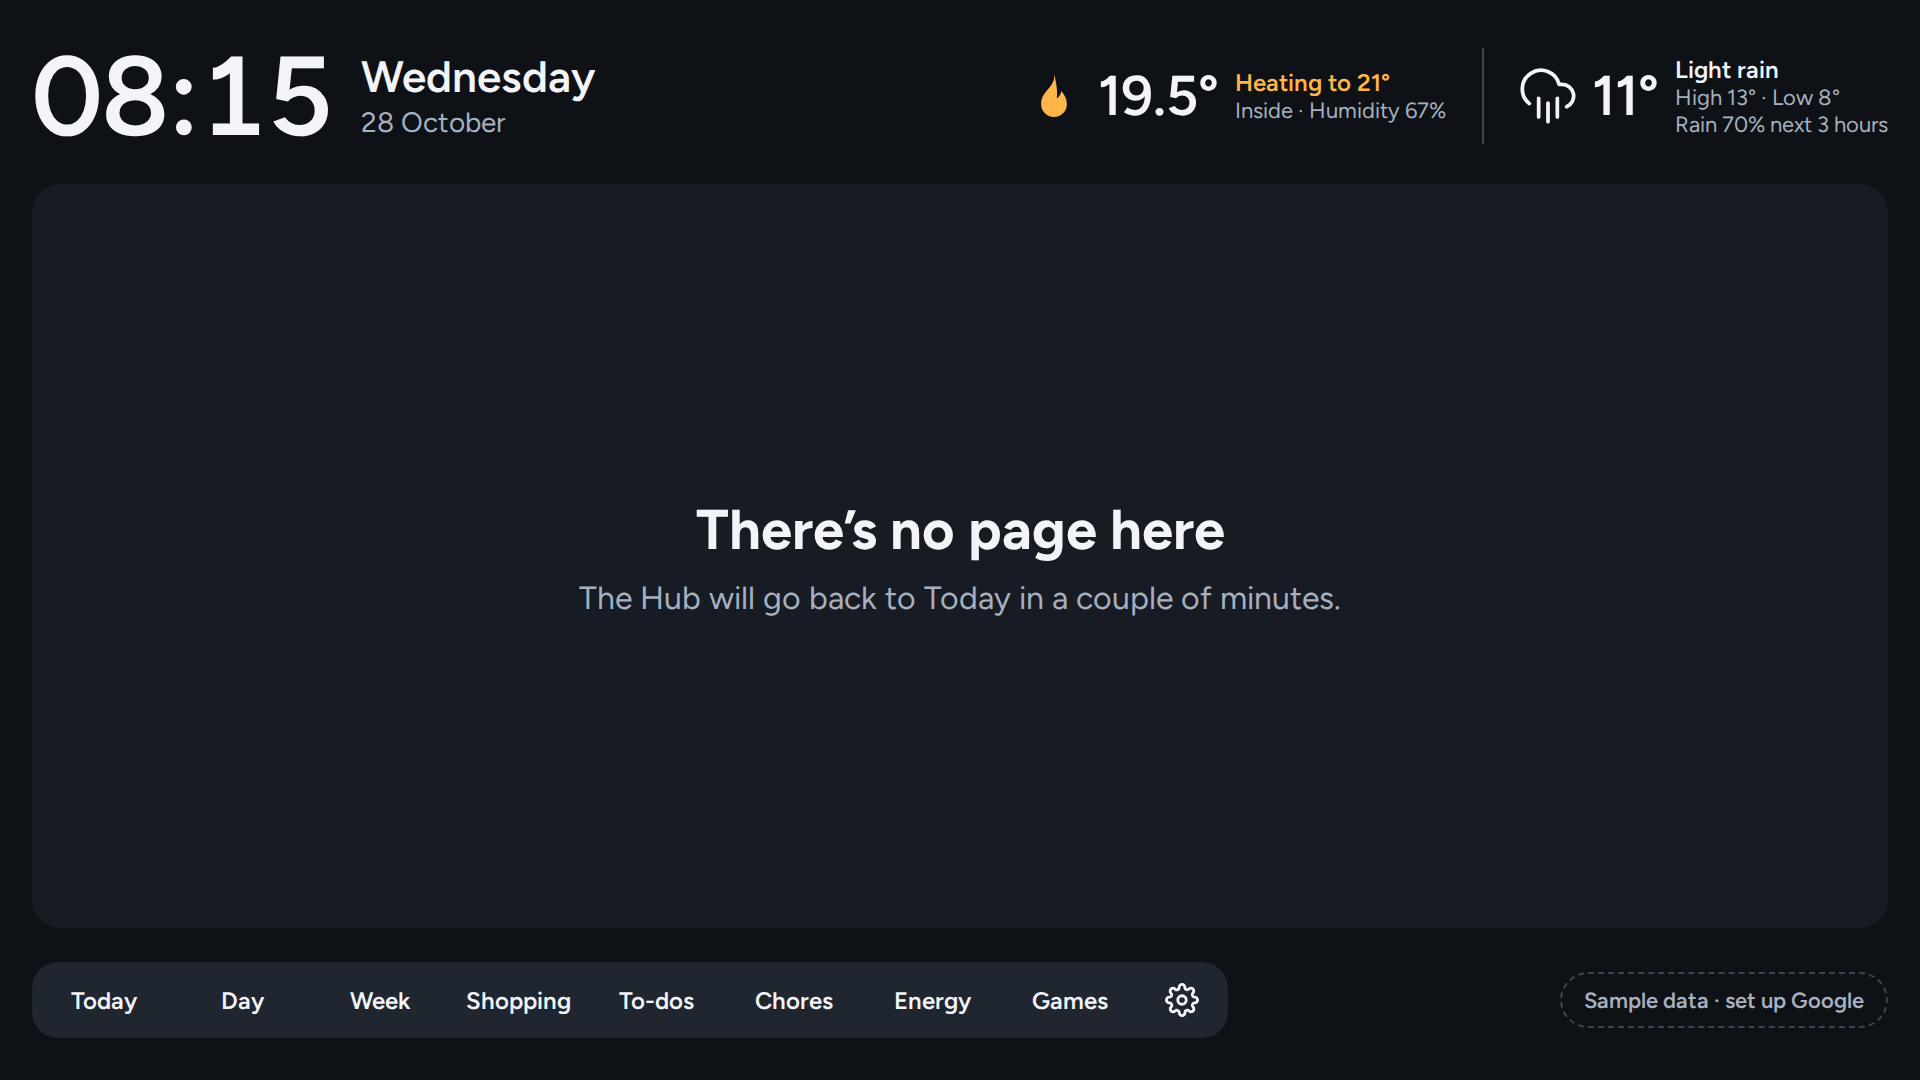 08:15
Wednesday
28 October
19.5°
Heating to 21°
Inside · Humidity 67%
11°
Light rain
High 13° · Low 8°
Rain 70% next 3 hours
There’s no page here
The Hub will go back to Today in a couple of minutes.
Today Day Week Shopping To-dos Chores Energy Games
Sample data · set up Google